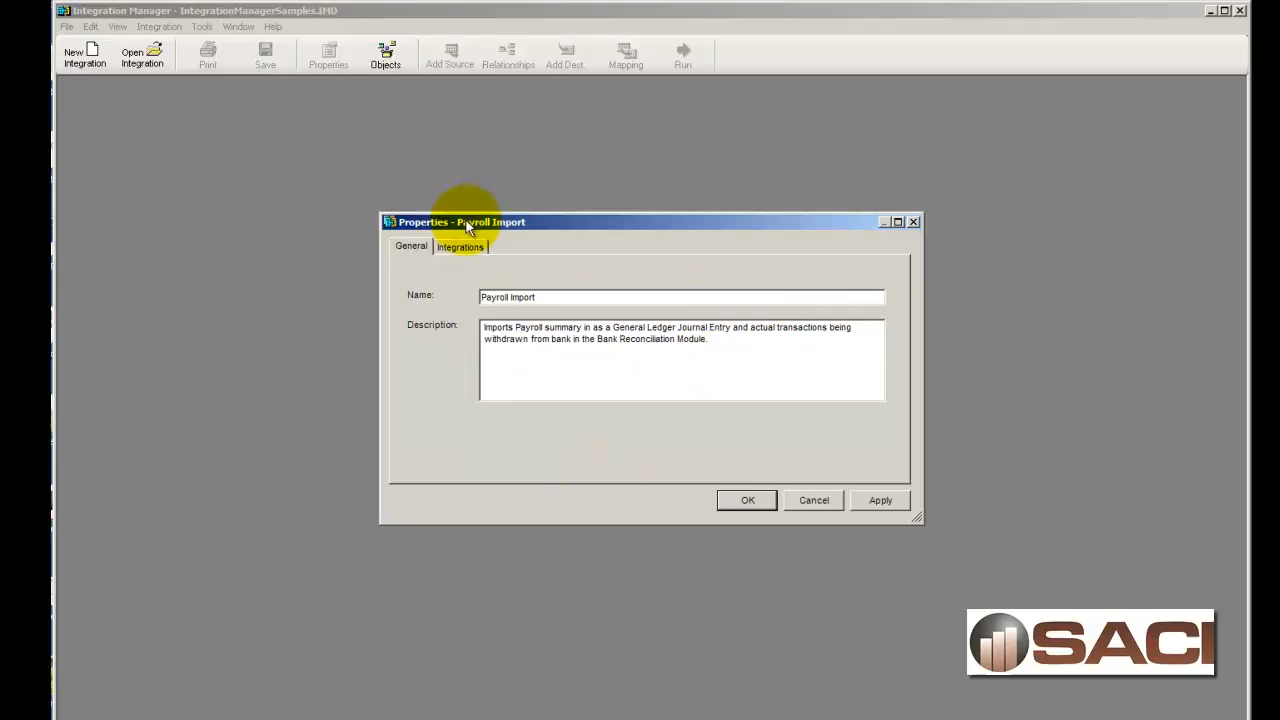 Integration Manager - IntegrationManagerSamples.IMD
File Edit View Integration Tools Window Help
New Integration
Open Integration
Print
Save
Properties
Objects
Add Source
Relationships
Add Dest.
Mapping
Run
Properties - Payroll Import
General Integrations
Name: Payroll Import
Description: Imports Payroll summary in as a General Ledger Journal Entry and actual transactions being
withdrawn from bank in the Bank Reconciliation Module.
OK Cancel Apply
SACI